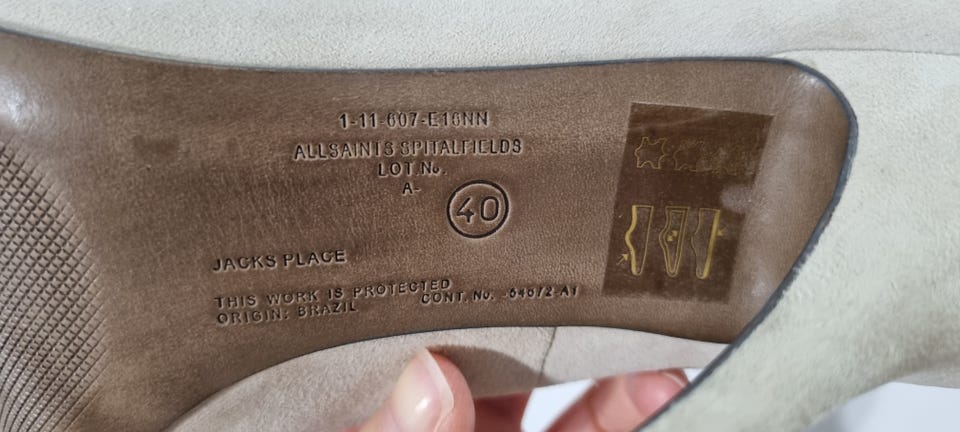 1-11-607-E16NN
ALLSAINTS SPITALFIELDS
LOT.No.
A-
40
JACKS PLACE
THIS WORK IS PROTECTED
CONT. No.
ORIGIN: BRAZIL